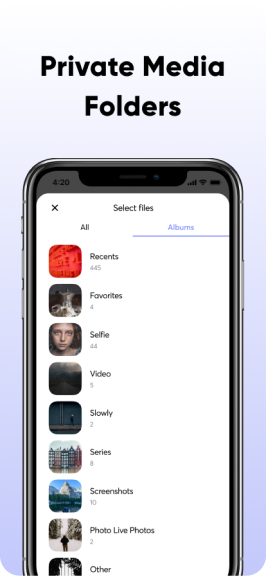 Private Media
Folders
4:20
Select files
All
Albums
Recents
445
Favorites
4
Selfie
44
Video
5
Slowly
2
Series
8
Screenshots
10
Photo Live Photos
2
Other